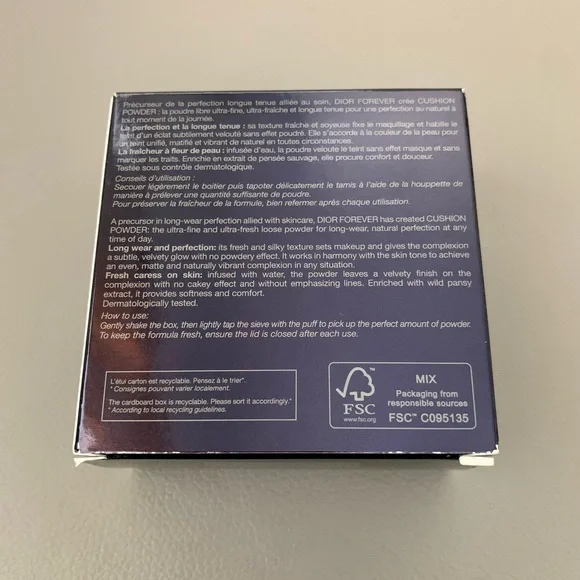 Précurseur de la perfection longue tenue alliée au soin, DIOR FOREVER crée CUSHION
POWDER : la poudre libre ultra-fine, ultra-fraîche et longue tenue pour une perfection au naturel à
tout moment de la journée.
La perfection et la longue tenue : sa texture fraîche et soyeuse fixe le maquillage et habille le
teint d'un éclat subtilement velouté sans effet poudré. Elle s'accorde à la couleur de la peau pour
un teint unifié, matifié et vibrant de naturel en toutes circonstances.
La fraîcheur à fleur de peau : infusée d'eau, la poudre veloute le teint sans effet masque et sans
marquer les traits. Enrichie en extrait de pensée sauvage, elle procure confort et douceur.
Testée sous contrôle dermatologique.
Conseils d'utilisation :
Secouer légèrement le boitier puis tapoter délicatement le tamis à l'aide de la houppette de
manière à prélever une quantité suffisante de poudre.
Pour préserver la fraîcheur de la formule, bien refermer après chaque utilisation.
A precursor in long-wear perfection allied with skincare, DIOR FOREVER has created CUSHION
POWDER: the ultra-fine and ultra-fresh loose powder for long-wear, natural perfection at any
time of day.
Long wear and perfection: its fresh and silky texture sets makeup and gives the complexion
a subtle, velvety glow with no powdery effect. It works in harmony with the skin tone to achieve
an even, matte and naturally vibrant complexion in any situation.
Fresh caress on skin: infused with water, the powder leaves a velvety finish on the
complexion with no cakey effect and without emphasizing lines. Enriched with wild pansy
extract, it provides softness and comfort.
Dermatologically tested.
How to use:
Gently shake the box, then lightly tap the sieve with the puff to pick up the perfect amount of powder.
To keep the formula fresh, ensure the lid is closed after each use.
L'étui carton est recyclable. Pensez à le trier*.
* Consignes pouvant varier localement.
The cardboard box is recyclable. Please sort it accordingly.*
* According to local recycling guidelines.
FSC
www.fsc.org
MIX
Packaging from
responsible sources
FSC™ C095135